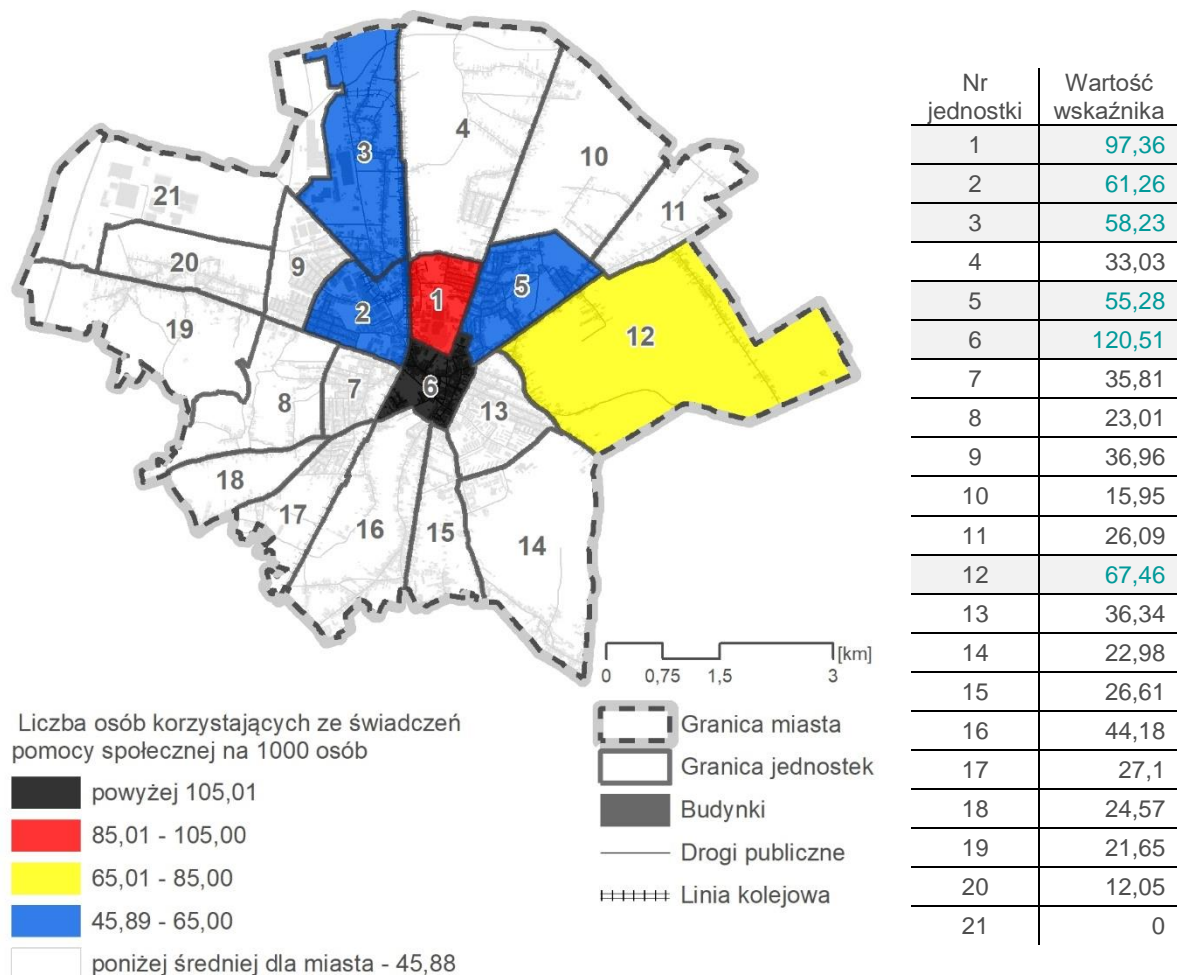 3
4
10
11
21
20
9
19
2
1
5
12
8
7
6
13
18
17
16
15
14
[km]
0 0,75 1,5 3
Liczba osób korzystających ze świadczeń
pomocy społecznej na 1000 osób
powyżej 105,01
85,01 - 105,00
65,01 - 85,00
45,89 - 65,00
poniżej średniej dla miasta - 45,88
Granica miasta
Granica jednostek
Budynki
Drogi publiczne
Linia kolejowa
Nr jednostki Wartość wskaźnika
1 97,36
2 61,26
3 58,23
4 33,03
5 55,28
6 120,51
7 35,81
8 23,01
9 36,96
10 15,95
11 26,09
12 67,46
13 36,34
14 22,98
15 26,61
16 44,18
17 27,1
18 24,57
19 21,65
20 12,05
21 0